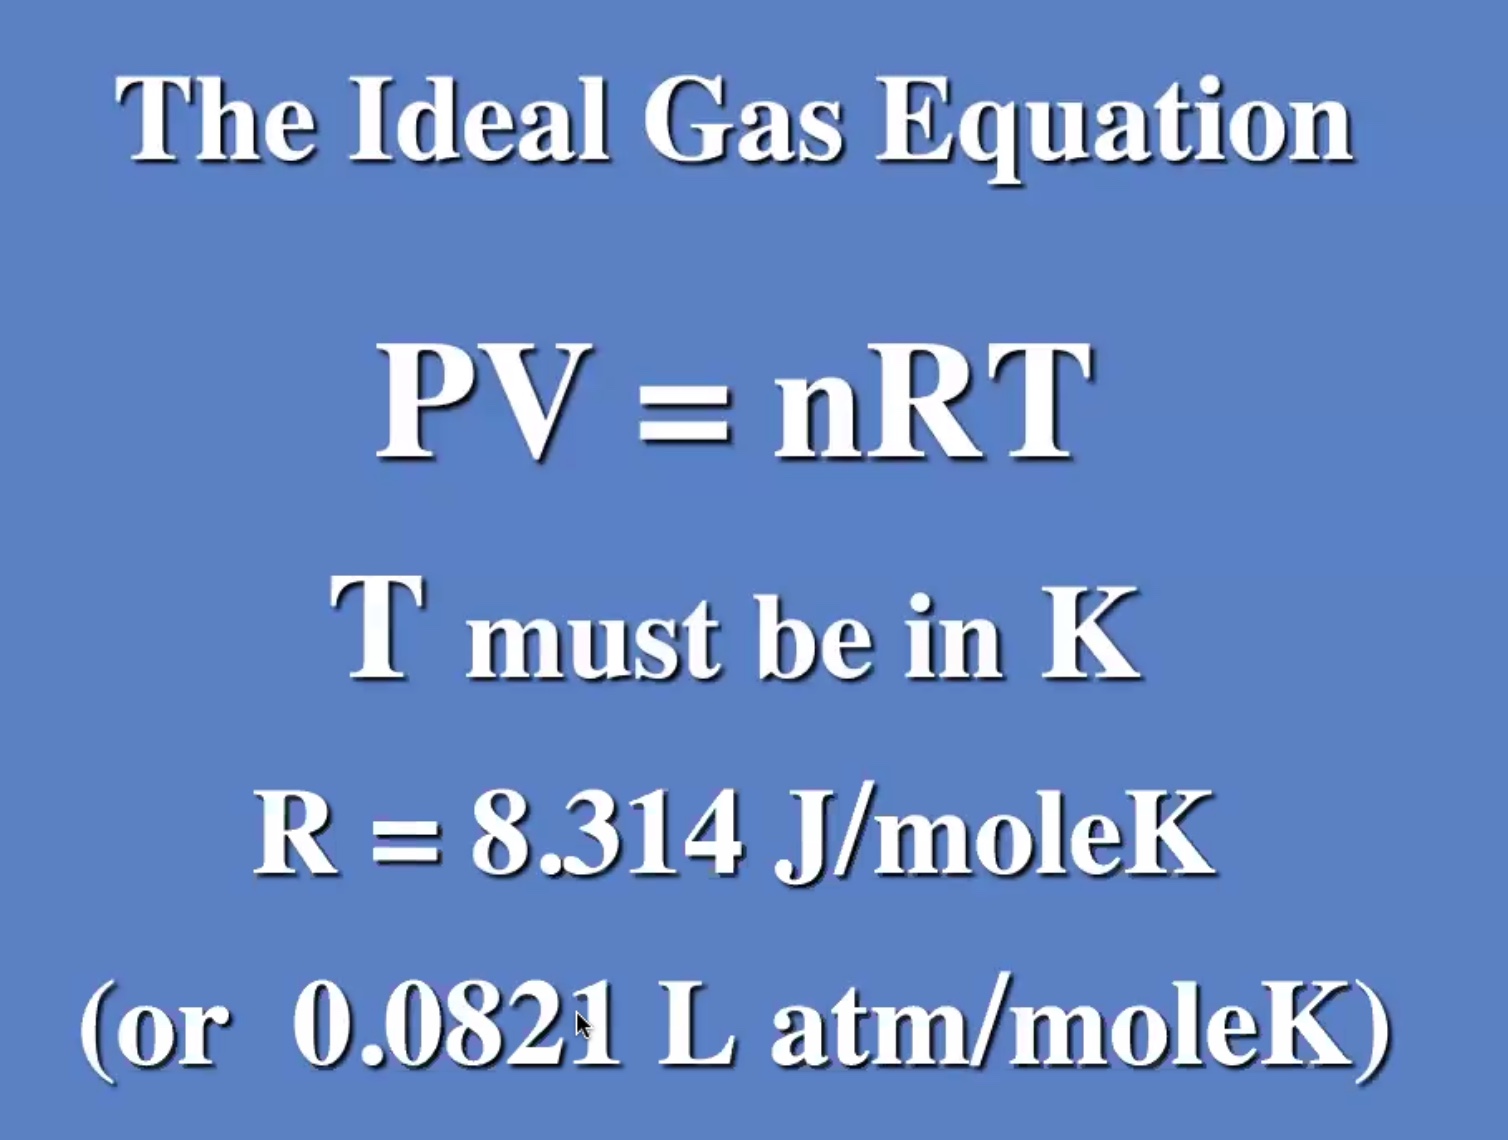 The Ideal Gas Equation
PV = nRT
T must be in K
R = 8.314 J/moleK
(or 0.0821 L atm/moleK)